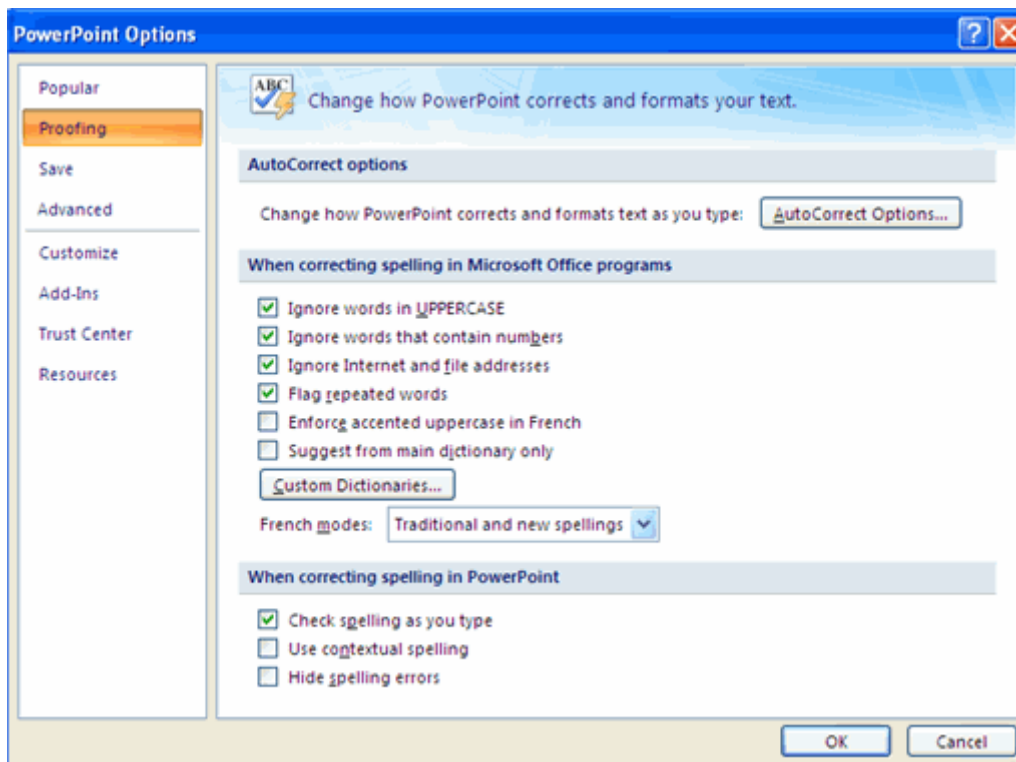 PowerPoint Options
Popular
Proofing
Save
Advanced
Customize
Add-Ins
Trust Center
Resources
ABC
Change how PowerPoint corrects and formats your text.
AutoCorrect options
Change how PowerPoint corrects and formats text as you type: AutoCorrect Options...
When correcting spelling in Microsoft Office programs
Ignore words in UPPERCASE
Ignore words that contain numbers
Ignore Internet and file addresses
Flag repeated words
Enforce accented uppercase in French
Suggest from main dictionary only
Custom Dictionaries...
French modes: Traditional and new spellings
When correcting spelling in PowerPoint
Check spelling as you type
Use contextual spelling
Hide spelling errors
OK Cancel